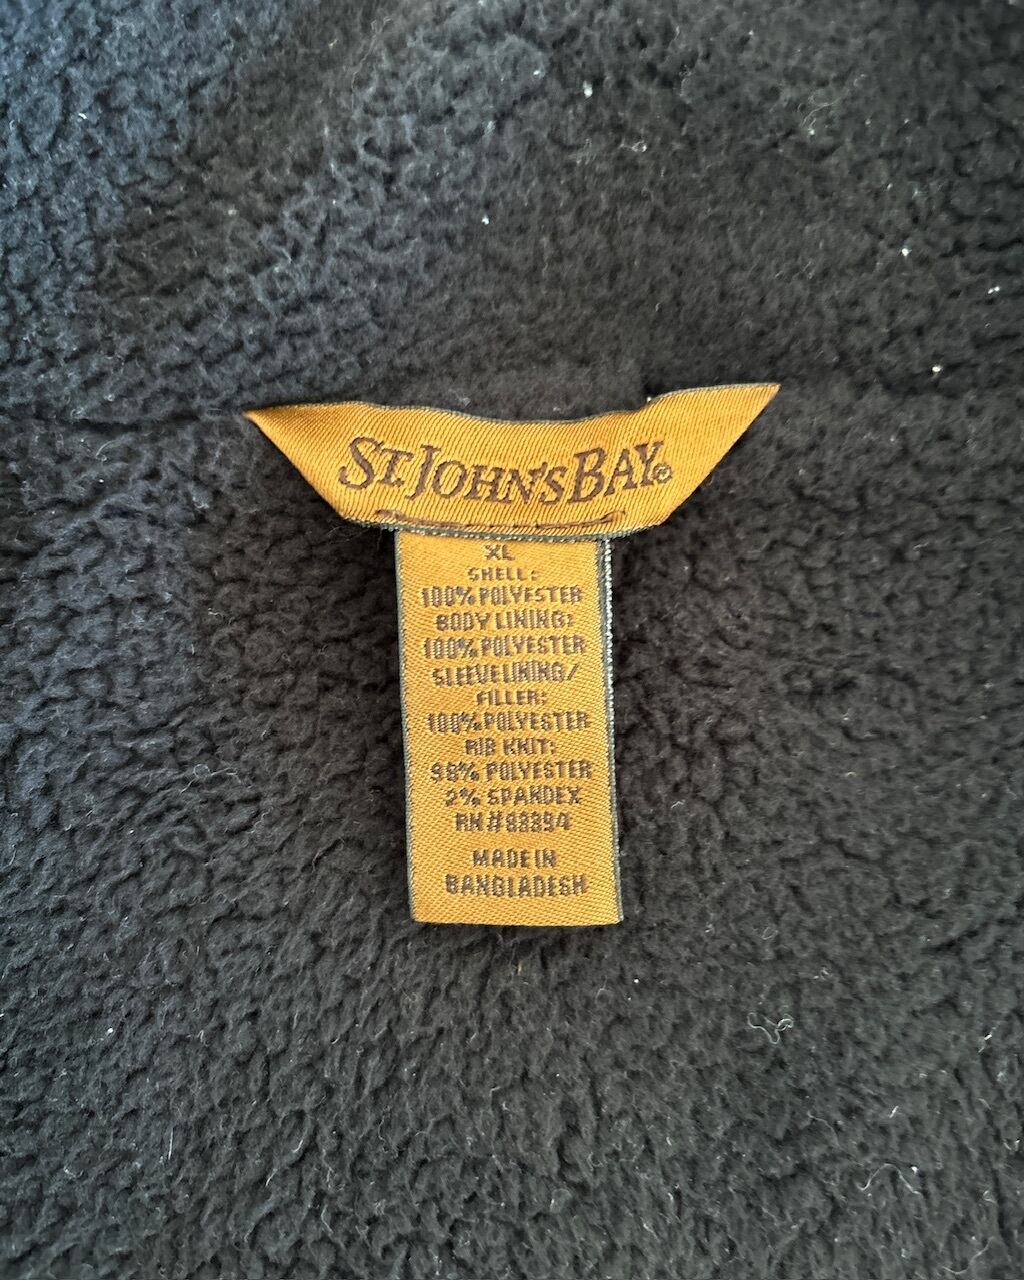 ST. JOHN'S BAY®
XL
SHELL:
100% POLYESTER
BODY LINING:
100% POLYESTER
SLEEVE LINING/
FILLER:
100% POLYESTER
RIB KNIT:
98% POLYESTER
2% SPANDEX
RN#88894
MADE IN
BANGLADESH